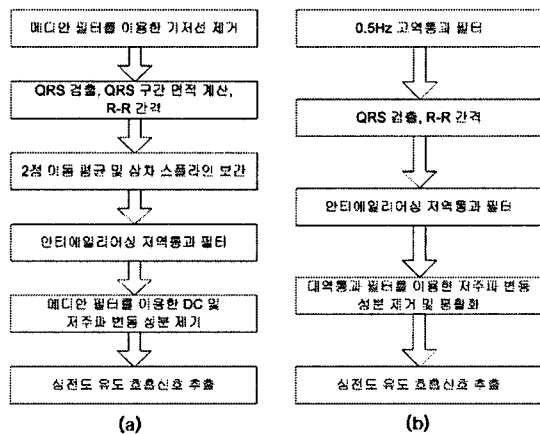 메디안 필터를 이용한 기저선 제거
QRS 검출, QRS 구간 면적 계산,
R-R 간격
2점 이동 평균 및 삼차 스플라인 보간
안티에일리어싱 저역통과 필터
메디안 필터를 이용한 DC 및
저주파 변동 성분 제거
심전도 유도 호흡신호 추출
(a)
0.5Hz 고역통과 필터
QRS 검출, R-R 간격
안티에일리어싱 저역통과 필터
대역통과 필터를 이용한 저주파 변동
성분 제거 및 평활화
심전도 유도 호흡신호 추출
(b)